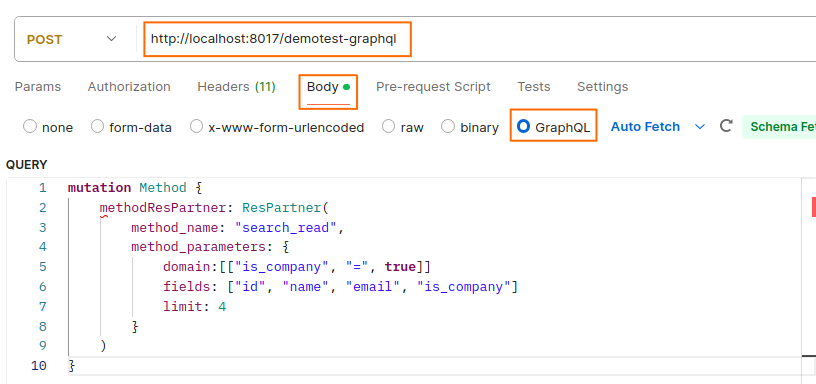 POST http://localhost:8017/demotest-graphql
Params Authorization Headers (11) Body Pre-request Script Tests Settings
none form-data x-www-form-urlencoded raw binary GraphQL Auto Fetch Schema Fet
QUERY
1 mutation Method {
2 methodResPartner: ResPartner(
3 method_name: "search_read",
4 method_parameters: {
5 domain:[["is_company", "=", true]]
6 fields: ["id", "name", "email", "is_company"]
7 limit: 4
8 }
9 )
10 }